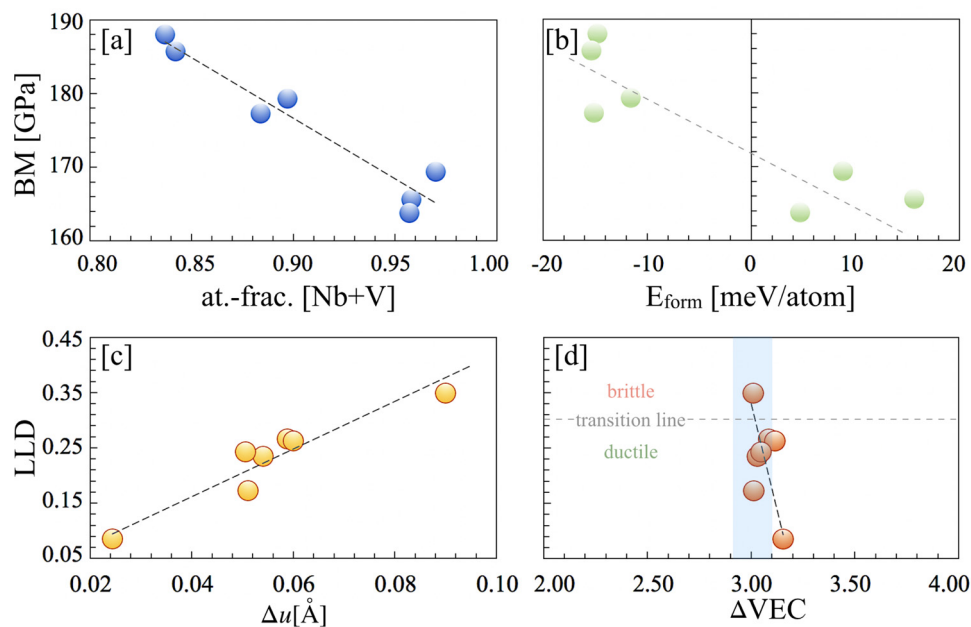 [a]
190
180
170
160
BM [GPa]
0.80 0.85 0.90 0.95 1.00
at.-frac. [Nb+V]
[b]
-20 -10 0 10 20
E_form [meV/atom]
[c]
0.45
0.35
0.25
0.15
0.05
LLD
0.02 0.04 0.06 0.08 0.10
Δu[Å]
[d]
brittle
transition line
ductile
2.00 2.50 3.00 3.50 4.00
ΔVEC